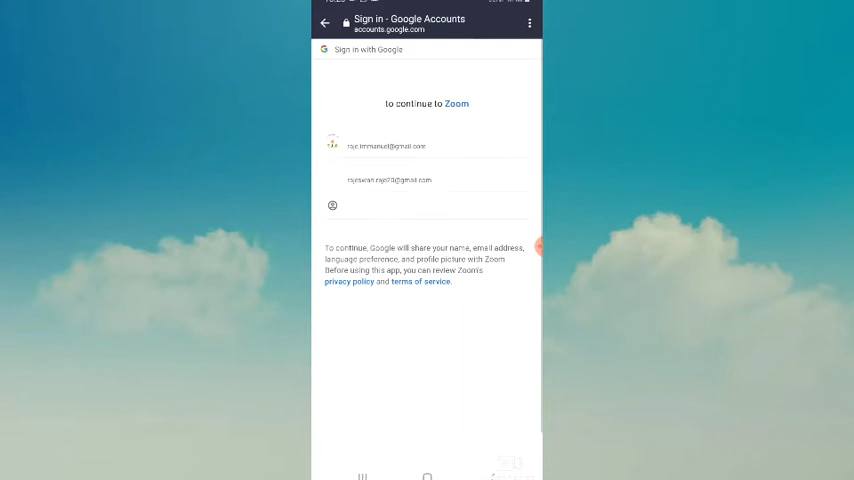 Sign in - Google Accounts
accounts.google.com
Sign in with Google
to continue to Zoom
To continue, Google will share your name, email address,
language preference, and profile picture with Zoom
Before using this app, you can review Zoom's
privacy policy and terms of service.